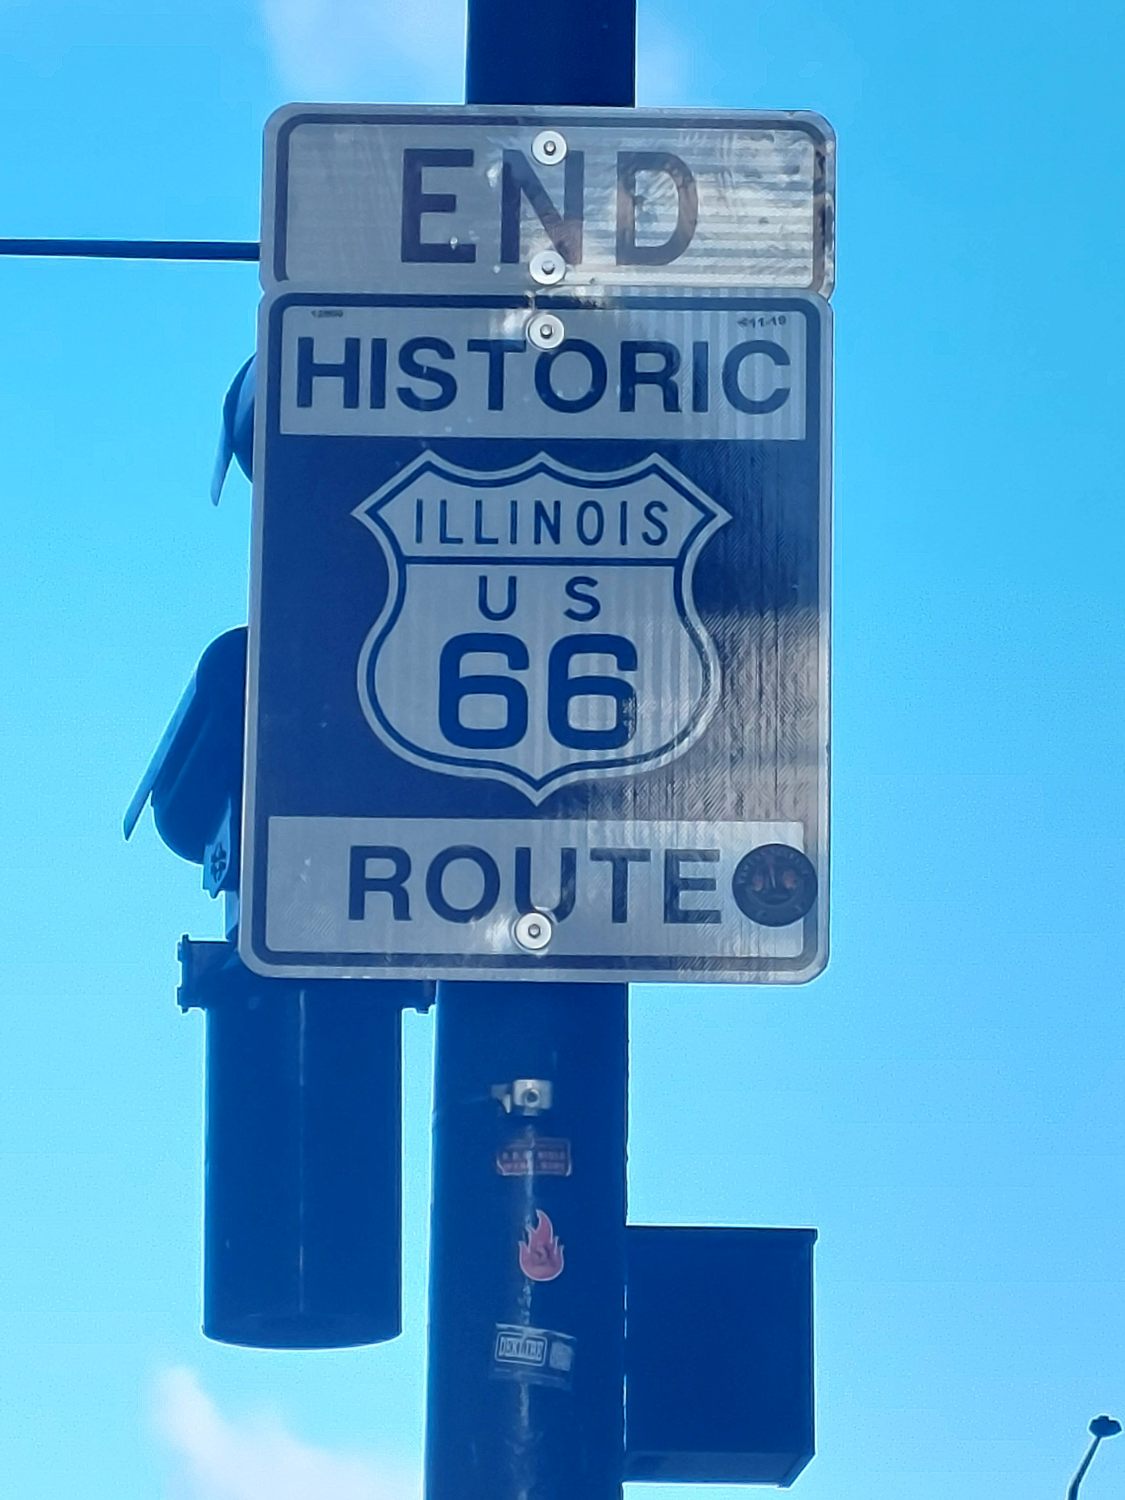 END
HISTORIC
ILLINOIS
US
66
ROUTE